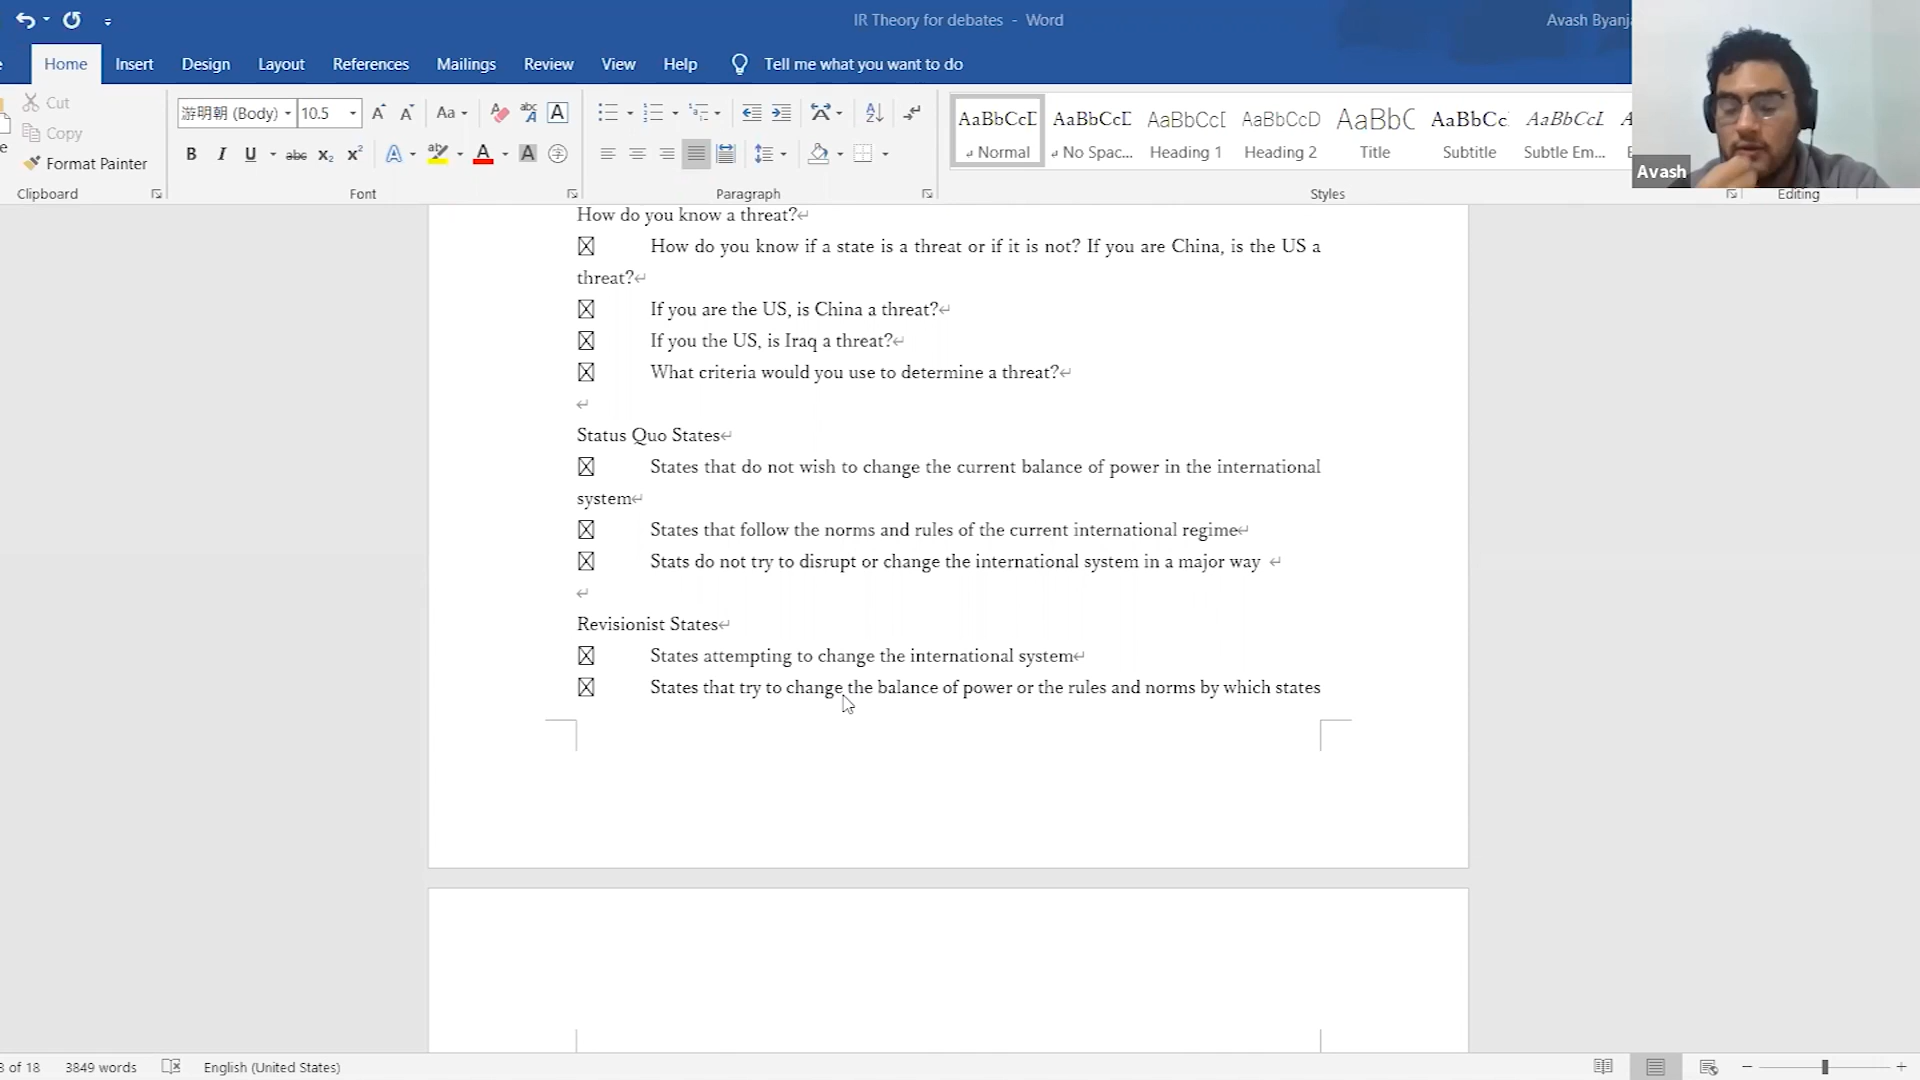 IR Theory for debates - Word
Avash Byanj
Home Insert Design Layout References Mailings Review View Help Tell me what you want to do
Cut
Copy
Format Painter
Clipboard
游明朝 (Body) 10.5
Font
Paragraph
AaBbCcD AaBbCcD AaBbCcD AaBbCcD AaBbC AaBbCc AaBbCcL
Normal No Spac... Heading 1 Heading 2 Title Subtitle Subtle Em...
Styles
Editing
Avash
How do you know a threat?
How do you know if a state is a threat or if it is not? If you are China, is the US a
threat?
If you are the US, is China a threat?
If you the US, is Iraq a threat?
What criteria would you use to determine a threat?
Status Quo States
States that do not wish to change the current balance of power in the international
system
States that follow the norms and rules of the current international regime
Stats do not try to disrupt or change the international system in a major way
Revisionist States
States attempting to change the international system
States that try to change the balance of power or the rules and norms by which states
of 18 3849 words English (United States)